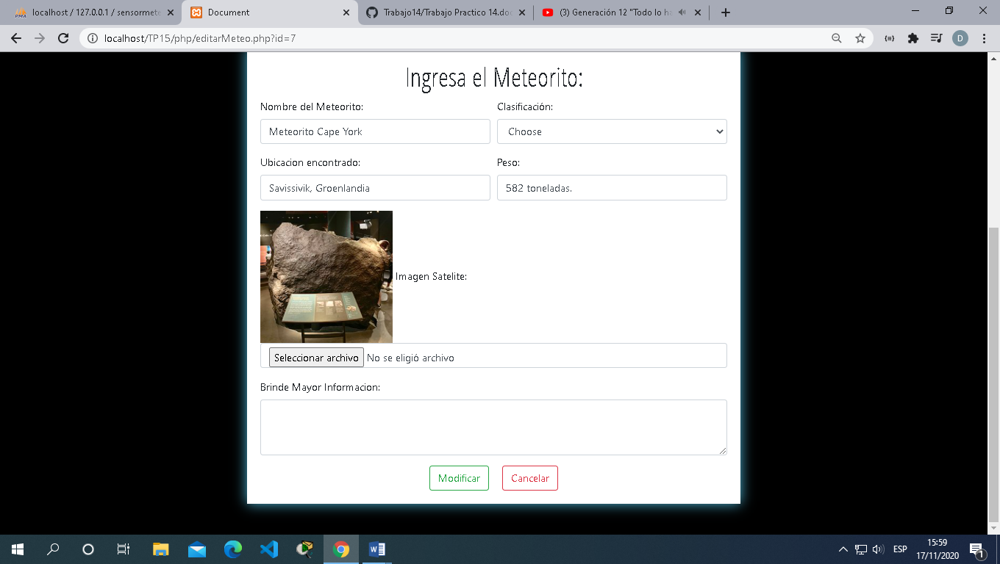 localhost / 127.0.0.1 / sensormete
Document
Trabajo14/Trabajo Practico 14.doc
(3) Generación 12 "Todo lo ha
localhost/TP15/php/editarMeteo.php?id=7
D
Ingresa el Meteorito:
Nombre del Meteorito:
Clasificación:
Meteorito Cape York
Choose
Ubicacion encontrado:
Peso:
Savissivik, Groenlandia
582 toneladas.
Imagen Satelite:
Seleccionar archivo No se eligió archivo
Brinde Mayor Informacion:
Modificar
Cancelar
ESP
15:59
17/11/2020
1